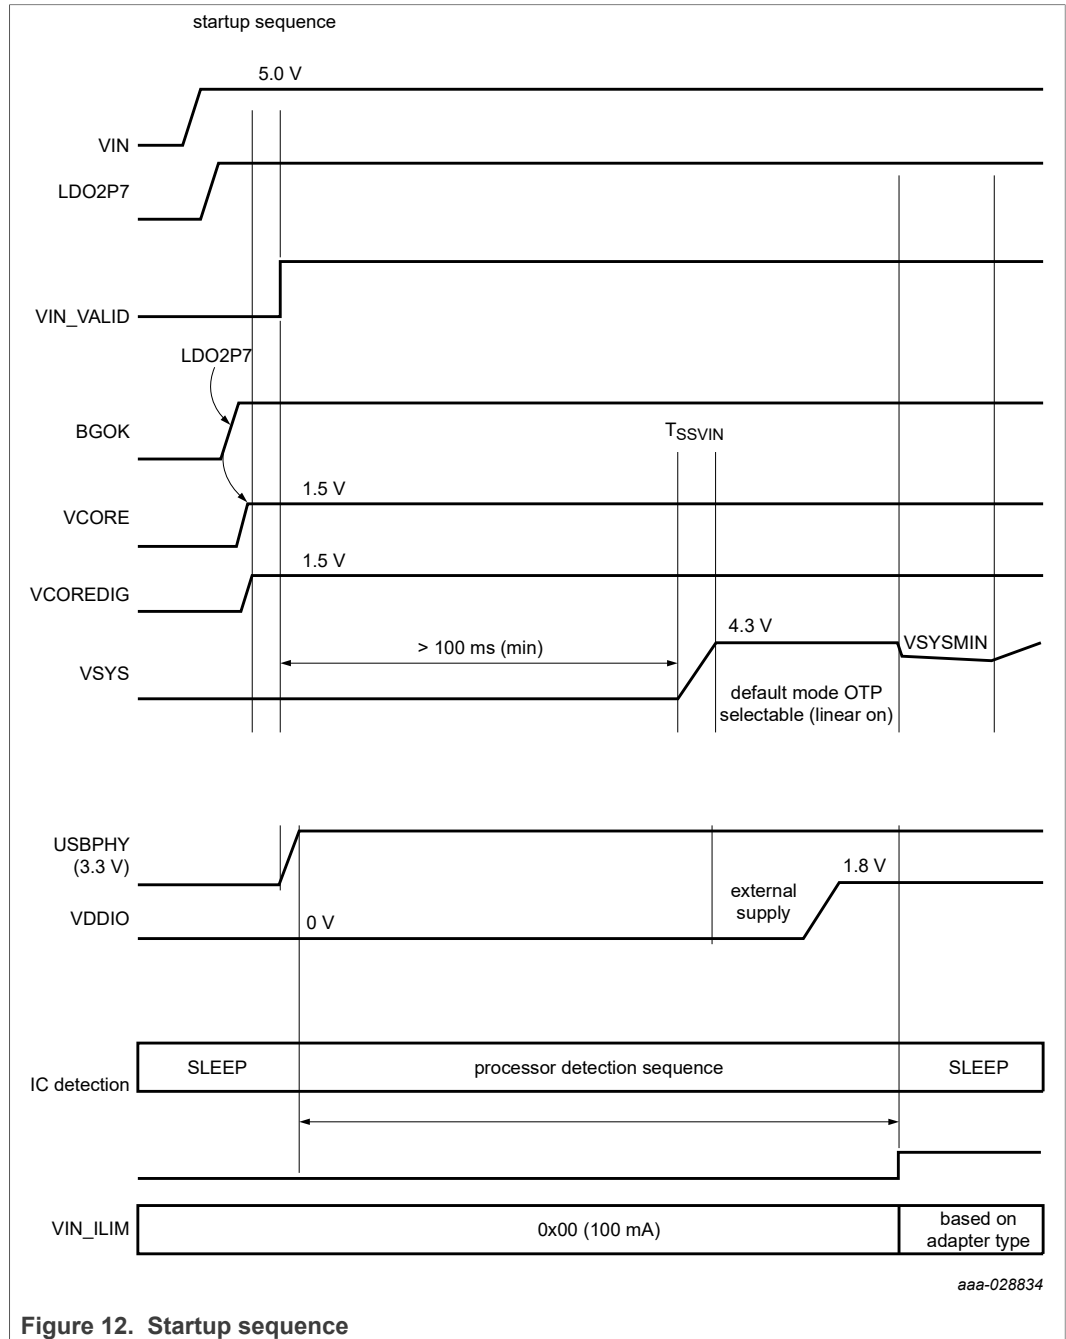 startup sequence
5.0 V
VIN
LDO2P7
VIN_VALID
LDO2P7
BGOK
TSSVIN
1.5 V
VCORE
1.5 V
VCOREDIG
4.3 V
> 100 ms (min)
VSYSMIN
VSYS
default mode OTP
selectable (linear on)
USBPHY
(3.3 V)
1.8 V
external
supply
VDDIO
0 V
SLEEP
processor detection sequence
SLEEP
IC detection
VIN_ILIM
0x00 (100 mA)
based on
adapter type
aaa-028834
Figure 12. Startup sequence